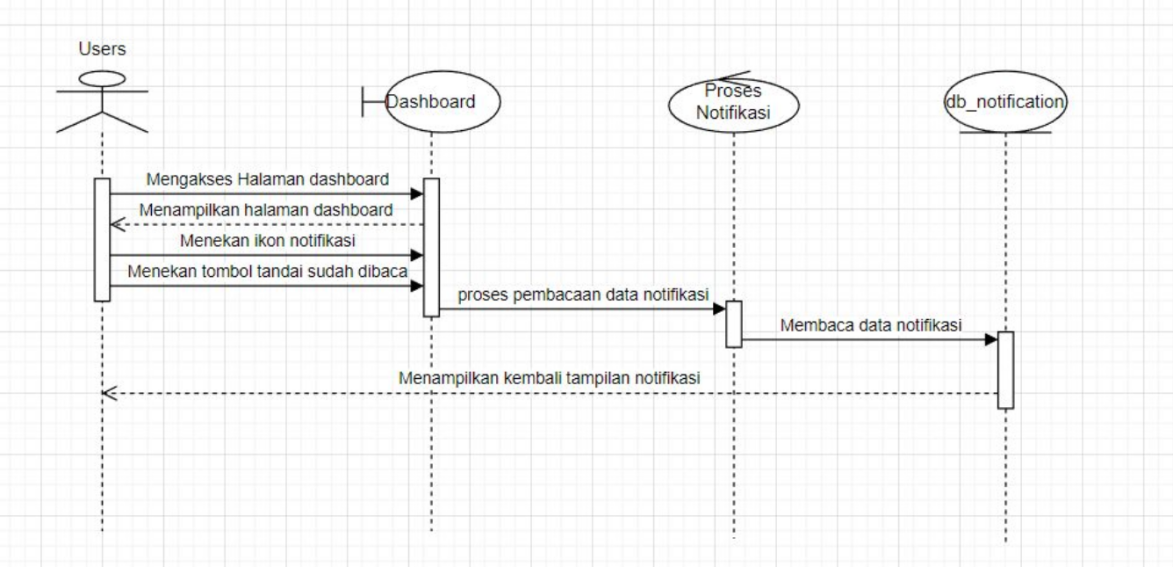 Users
Dashboard
Proses
Notifikasi
db_notification
Mengakses Halaman dashboard
Menampilkan halaman dashboard
Menekan ikon notifikasi
Menekan tombol tandai sudah dibaca
proses pembacaan data notifikasi
Membaca data notifikasi
Menampilkan kembali tampilan notifikasi